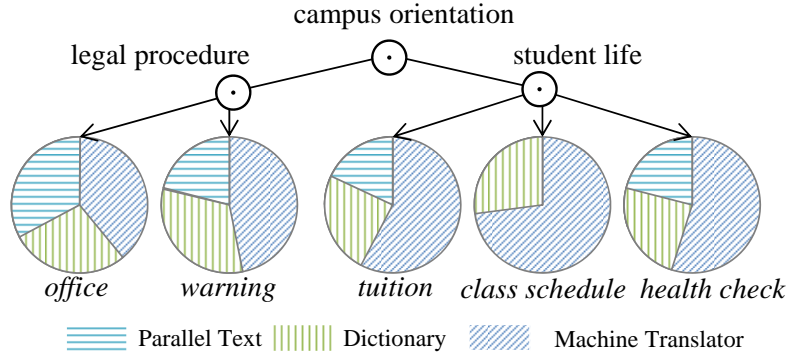 campus orientation
legal procedure
student life
office
warning
tuition
class schedule
health check
Parallel Text
Dictionary
Machine Translator